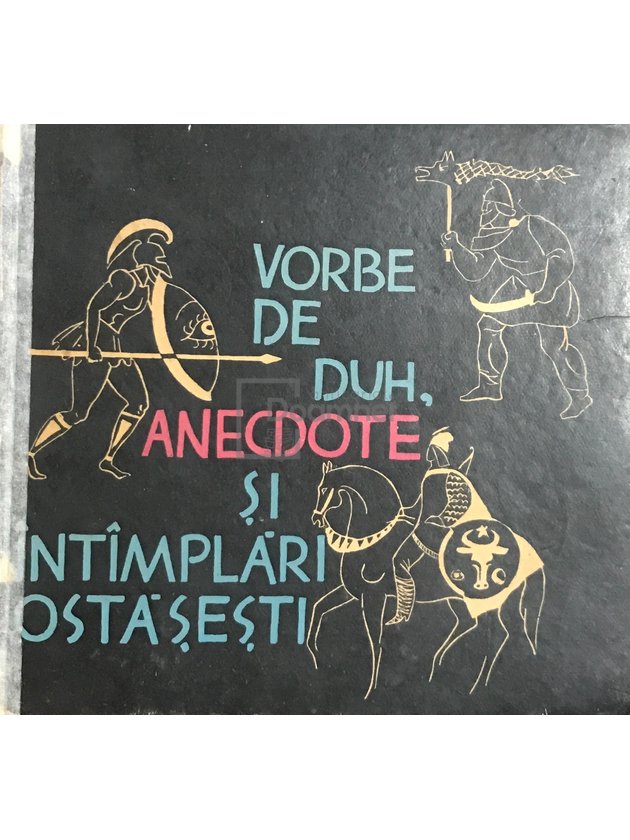 VORBE
DE
DUH,
ANECDOTE
ȘI
ÎNTÎMPLĂRI
OSTĂȘEȘTI